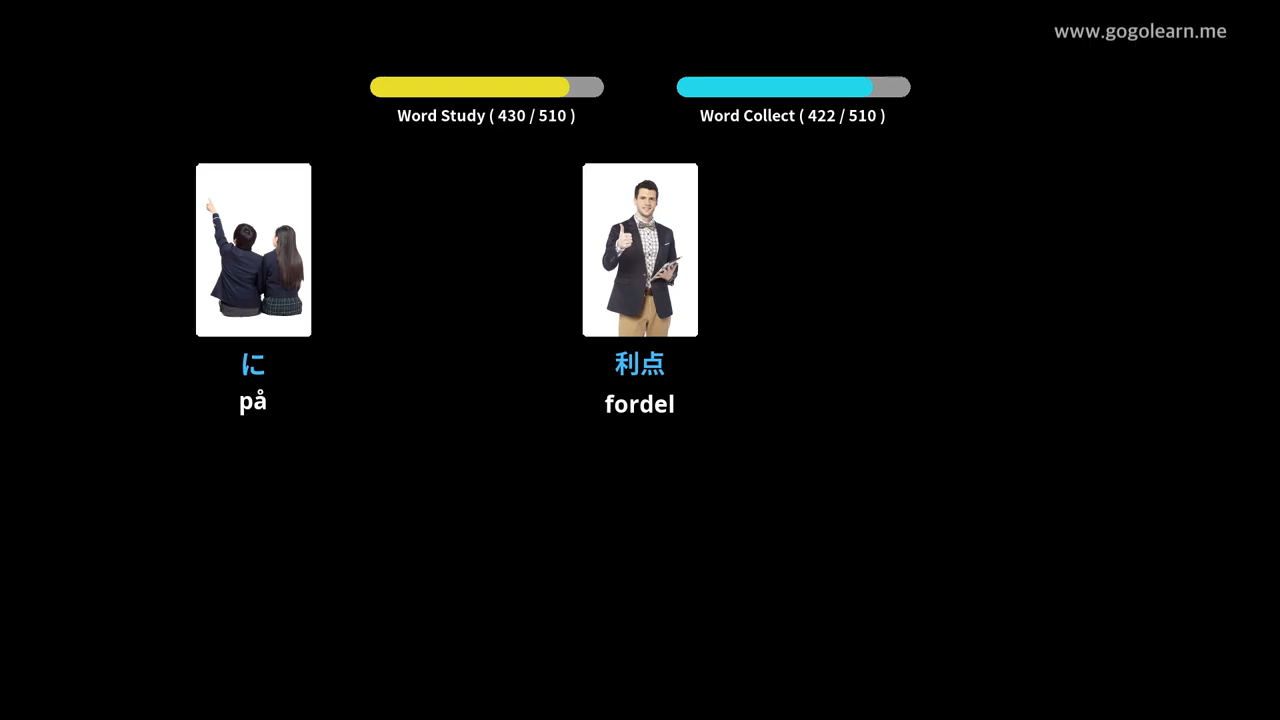 www.gogolearn.me
Word Study ( 430 / 510 )
Word Collect ( 422 / 510 )
に
på
利点
fordel